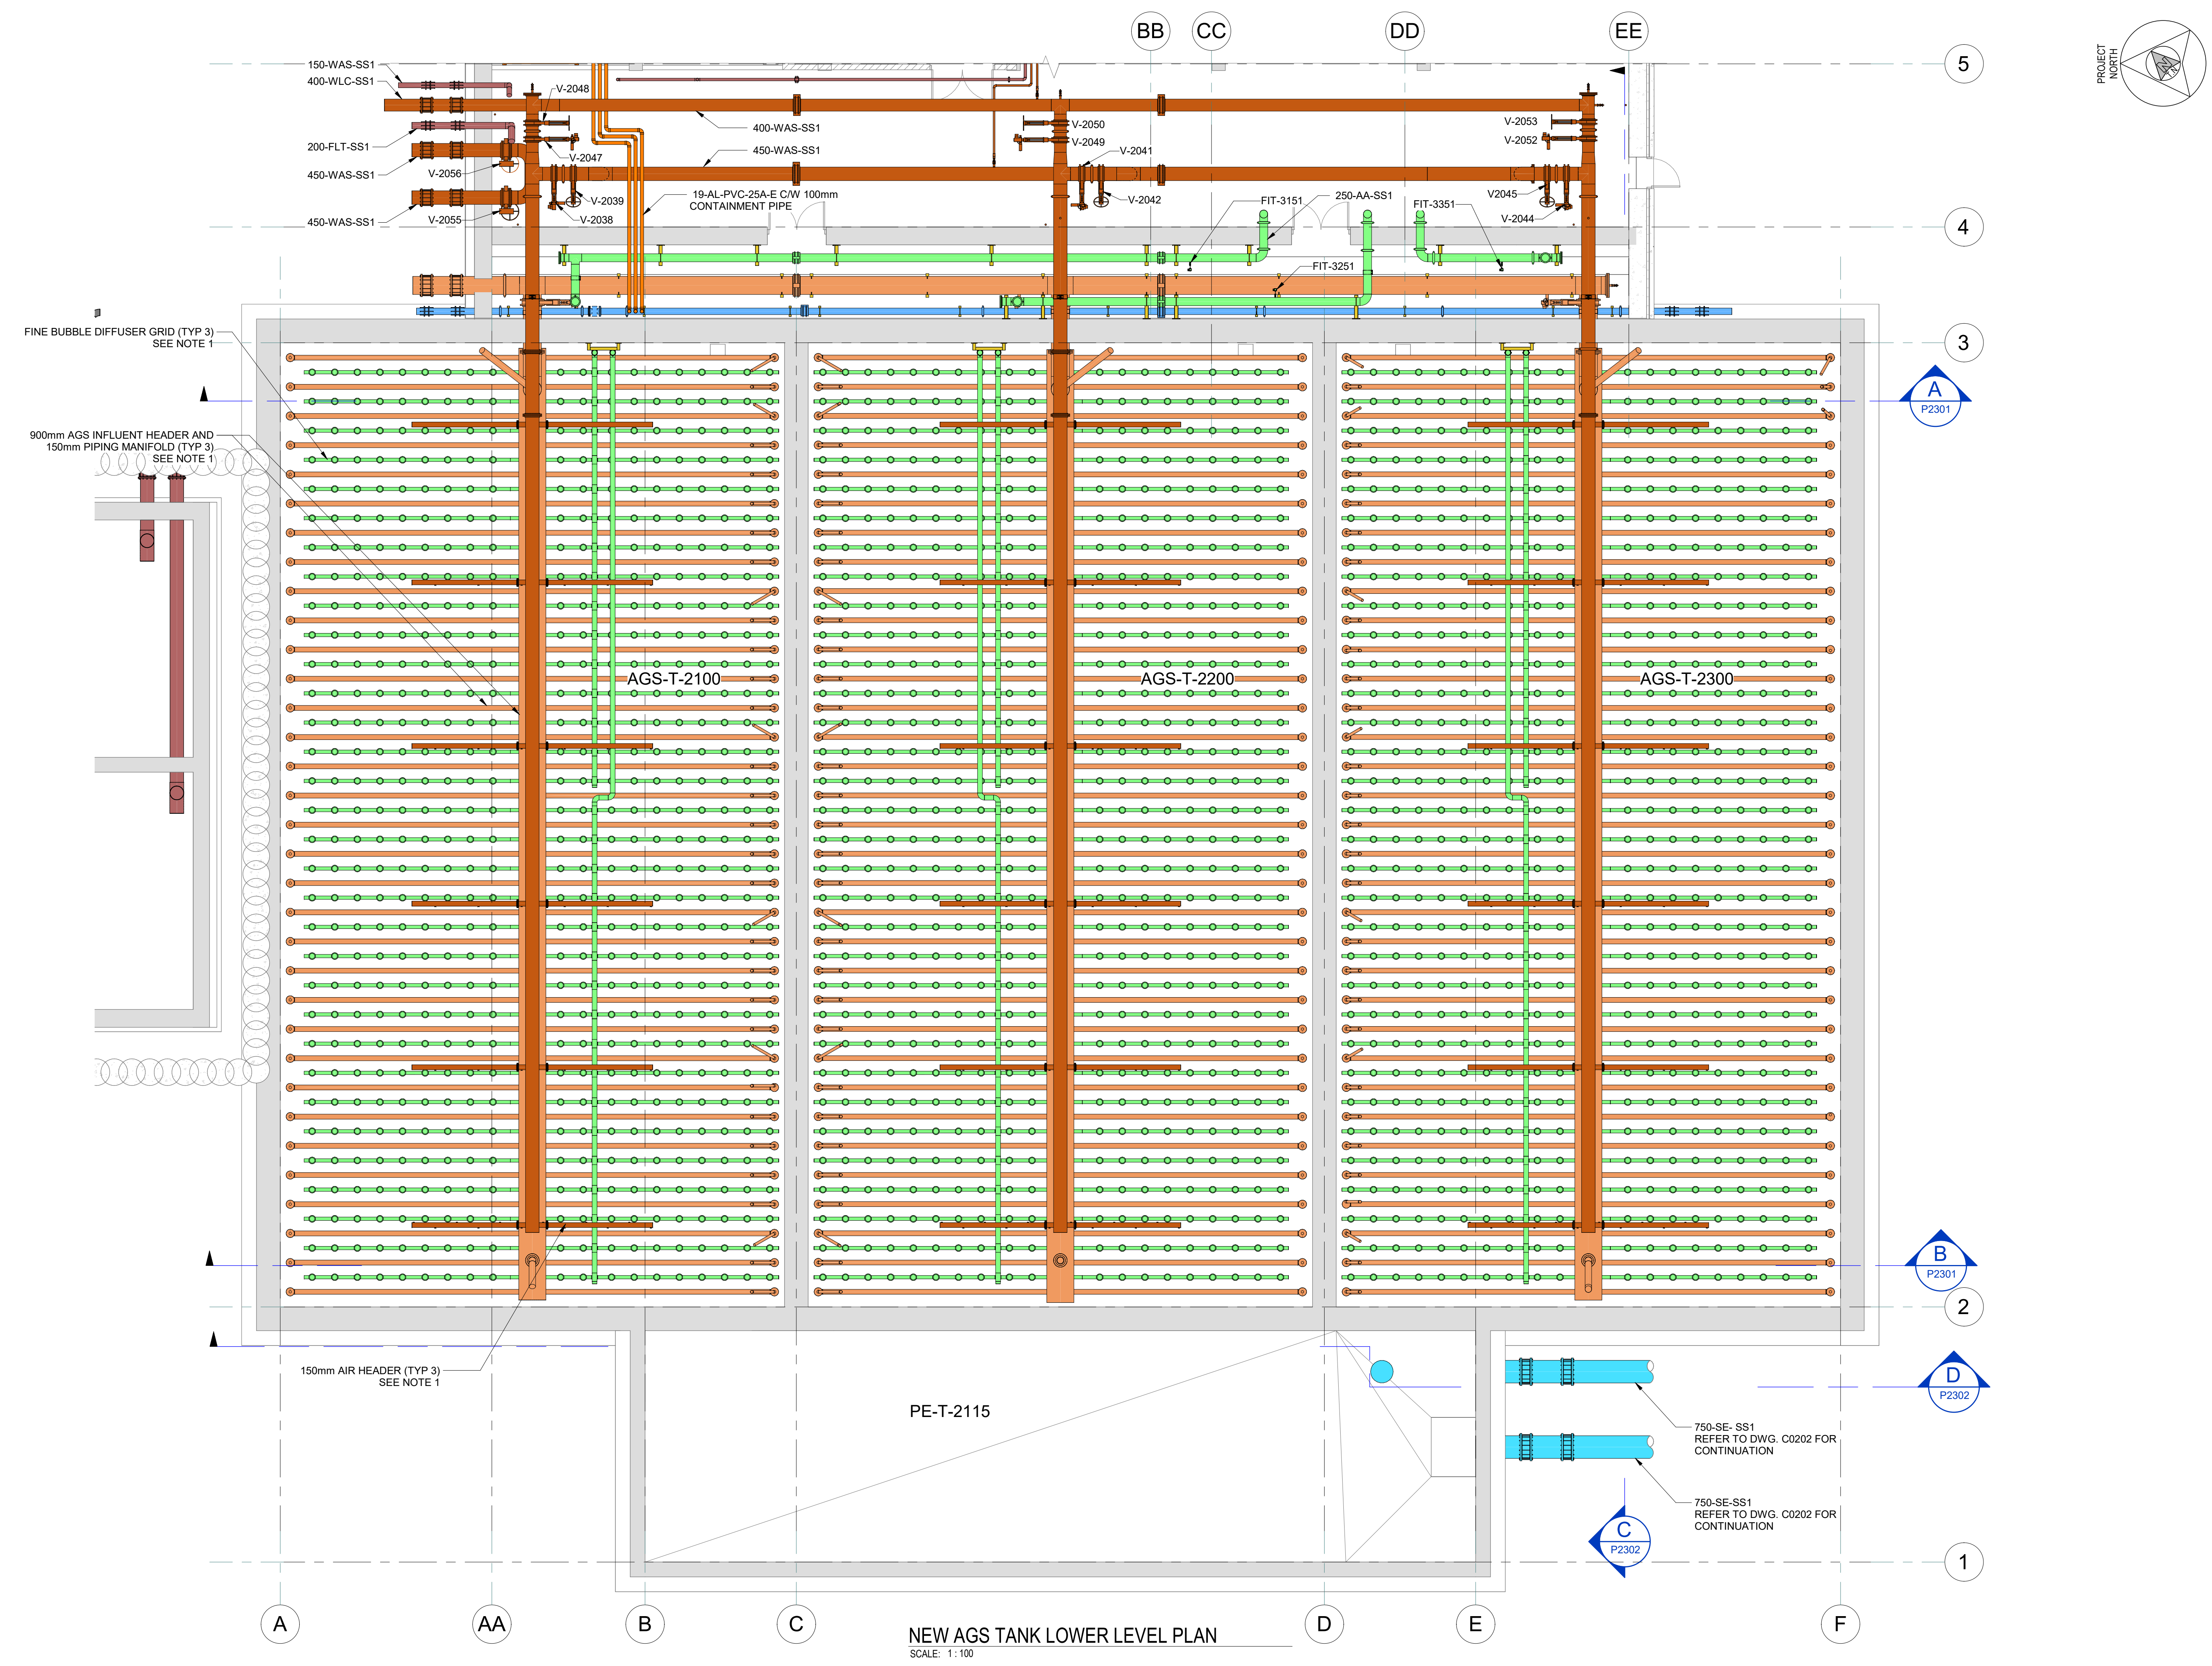 BB
CC
DD
EE
PROJECT
NORTH
5
150-WAS-SS1
400-WLC-SS1
V-2048
400-WAS-SS1
V-2050
V-2053
200-FLT-SS1
V-2047
450-WAS-SS1
V-2049
V-2041
V-2052
450-WAS-SS1
V-2056
V-2039
19-AL-PVC-25A-E C/W 100mm
CONTAINMENT PIPE
V-2042
250-AA-SS1
FIT-3151
FIT-3351
V2045
450-WAS-SS1
V-2055
V-2038
V-2044
4
FIT-3251
FINE BUBBLE DIFFUSER GRID (TYP 3)
SEE NOTE 1
3
A
P2301
900mm AGS INFLUENT HEADER AND
150mm PIPING MANIFOLD (TYP 3)
SEE NOTE 1
AGS-T-2100
AGS-T-2200
AGS-T-2300
B
P2301
2
150mm AIR HEADER (TYP 3)
SEE NOTE 1
D
P2302
PE-T-2115
750-SE- SS1
REFER TO DWG. C0202 FOR
CONTINUATION
750-SE-SS1
REFER TO DWG. C0202 FOR
CONTINUATION
C
P2302
1
A
AA
B
C
D
E
F
NEW AGS TANK LOWER LEVEL PLAN
SCALE: 1 : 100